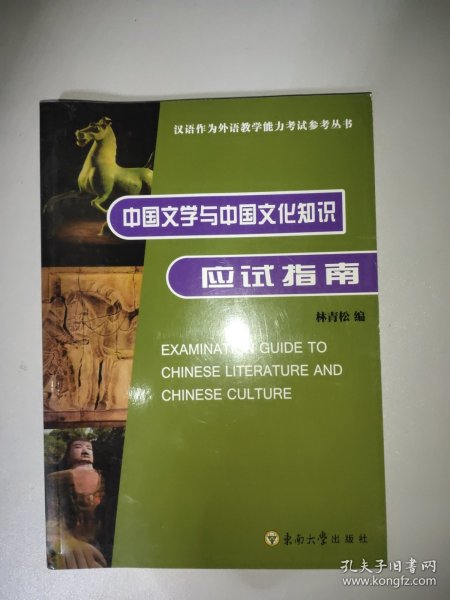 汉语作为外语教学能力考试参考丛书
中国文学与中国文化知识
应试指南
林青松 编
EXAMINATION GUIDE TO
CHINESE LITERATURE AND
CHINESE CULTURE
东南大学出版社
孔夫子旧书网
www.kongfz.com